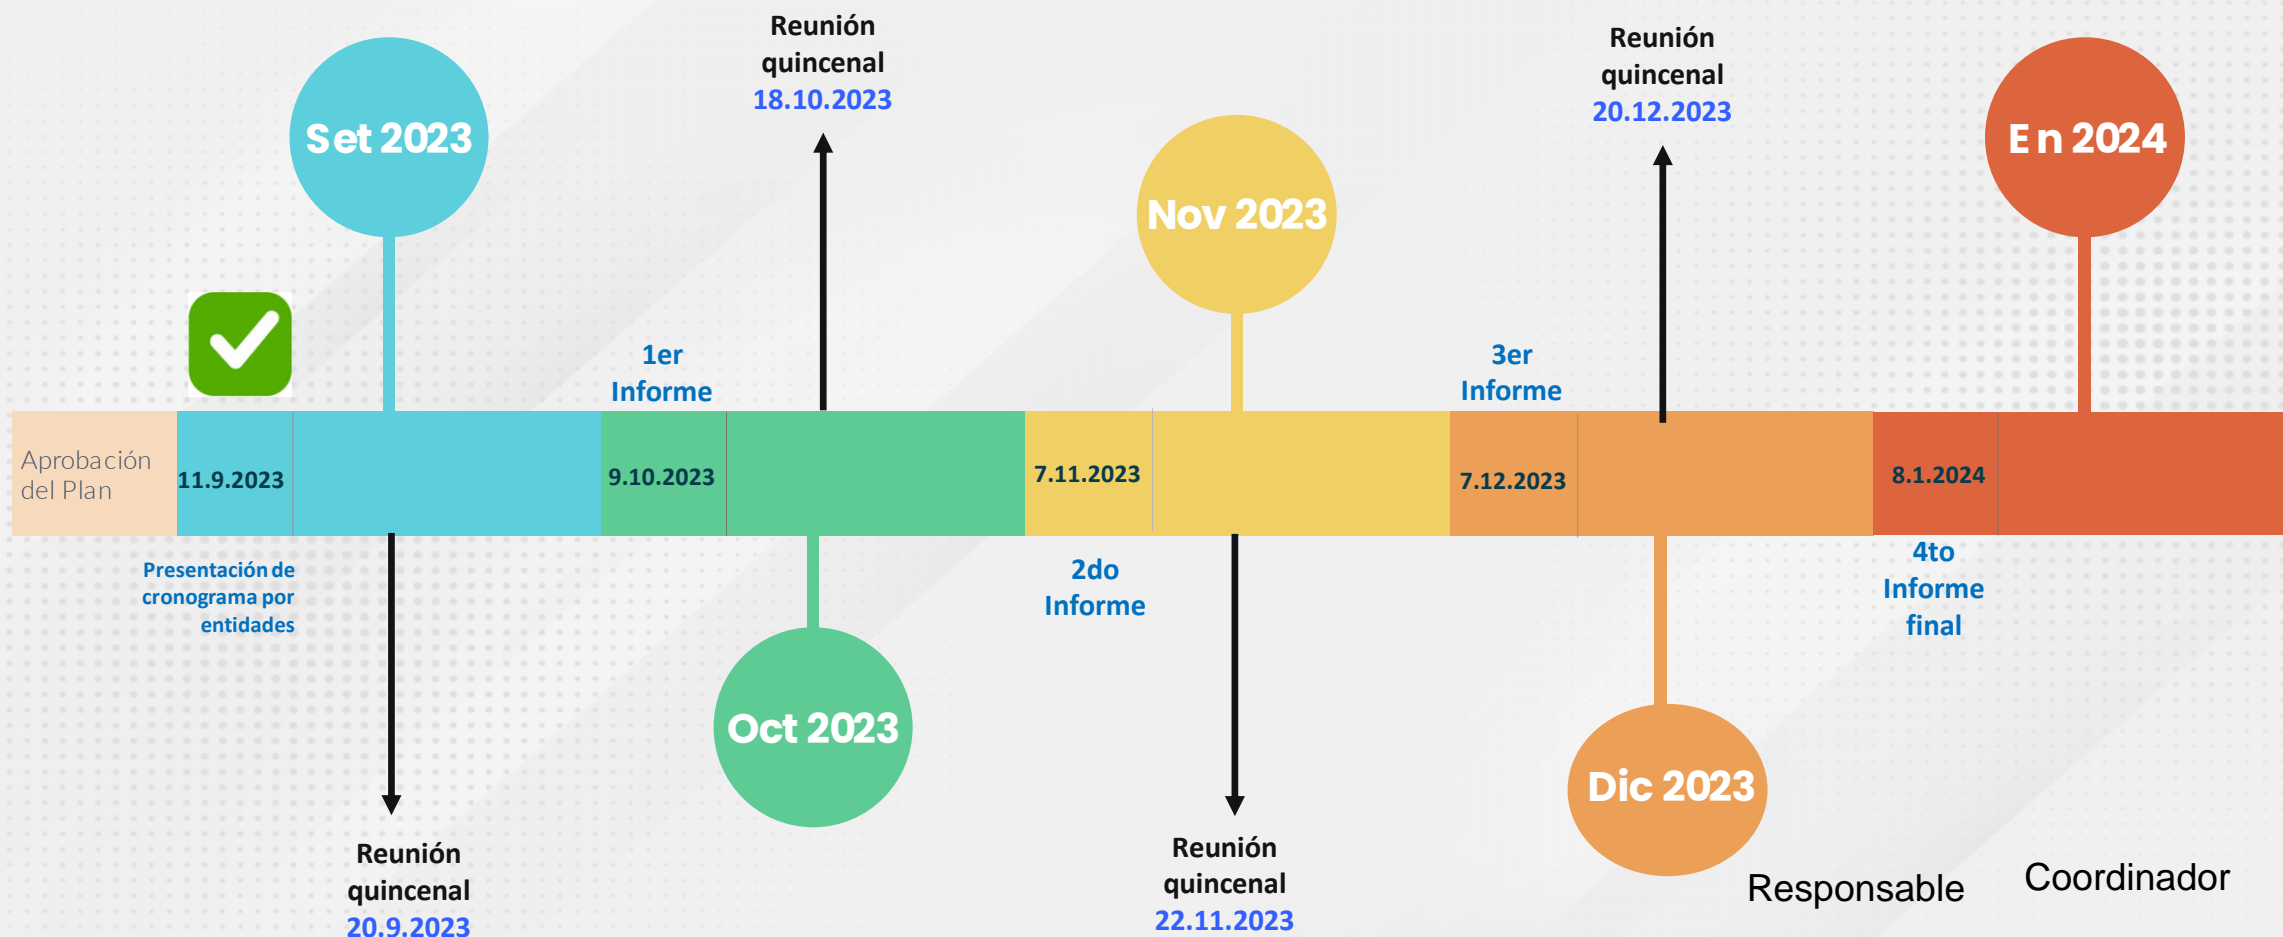 Reunión
quincenal
18.10.2023
Reunión
quincenal
20.12.2023
Set 2023
En 2024
Nov 2023
1er
Informe
3er
Informe
Aprobación
del Plan
11.9.2023
9.10.2023
7.11.2023
7.12.2023
8.1.2024
Presentación de
cronograma por
entidades
2do
Informe
4to
Informe
final
Oct 2023
Dic 2023
Reunión
quincenal
20.9.2023
Reunión
quincenal
22.11.2023
Responsable
Coordinador